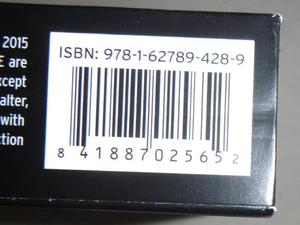 2015
E are
xcept
alter,
with
ction
ISBN: 978-1-62789-428-9
8 41887 02565 2